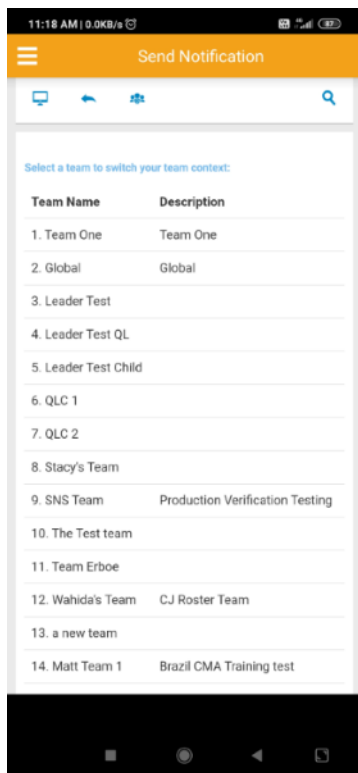 11:18 AM | 0.0KB/s
87
Send Notification
Select a team to switch your team context:
Team Name Description
1. Team One Team One
2. Global Global
3. Leader Test
4. Leader Test QL
5. Leader Test Child
6. QLC 1
7. QLC 2
8. Stacy's Team
9. SNS Team Production Verification Testing
10. The Test team
11. Team Erboe
12. Wahida's Team CJ Roster Team
13. a new team
14. Matt Team 1 Brazil CMA Training test